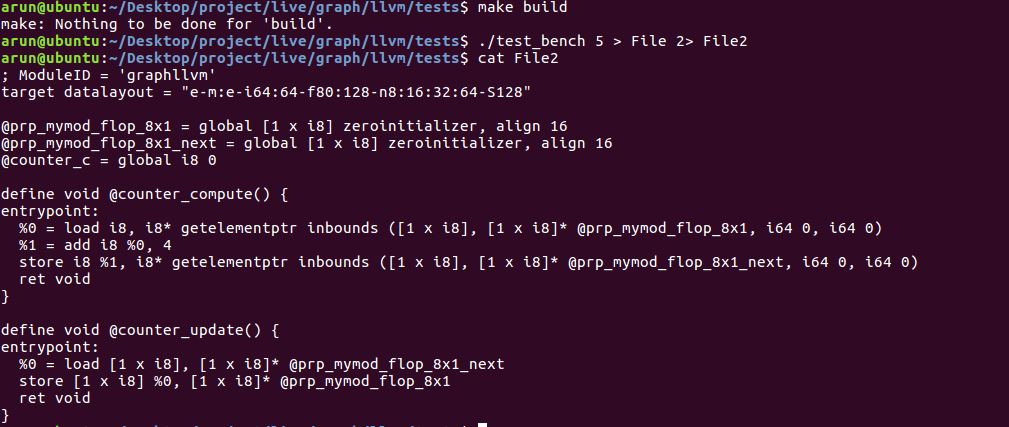 arun@ubuntu:~/Desktop/project/live/graph/llvm/tests$ make build
make: Nothing to be done for 'build'.
arun@ubuntu:~/Desktop/project/live/graph/llvm/tests$ ./test_bench 5 > File 2> File2
arun@ubuntu:~/Desktop/project/live/graph/llvm/tests$ cat File2
; ModuleID = 'graphllvm'
target datalayout = "e-m:e-i64:64-f80:128-n8:16:32:64-S128"

@prp_mymod_flop_8x1 = global [1 x i8] zeroinitializer, align 16
@prp_mymod_flop_8x1_next = global [1 x i8] zeroinitializer, align 16
@counter_c = global i8 0

define void @counter_compute() {
entrypoint:
  %0 = load i8, i8* getelementptr inbounds ([1 x i8], [1 x i8]* @prp_mymod_flop_8x1, i64 0, i64 0)
  %1 = add i8 %0, 4
  store i8 %1, i8* getelementptr inbounds ([1 x i8], [1 x i8]* @prp_mymod_flop_8x1_next, i64 0, i64 0)
  ret void
}

define void @counter_update() {
entrypoint:
  %0 = load [1 x i8], [1 x i8]* @prp_mymod_flop_8x1_next
  store [1 x i8] %0, [1 x i8]* @prp_mymod_flop_8x1
  ret void
}